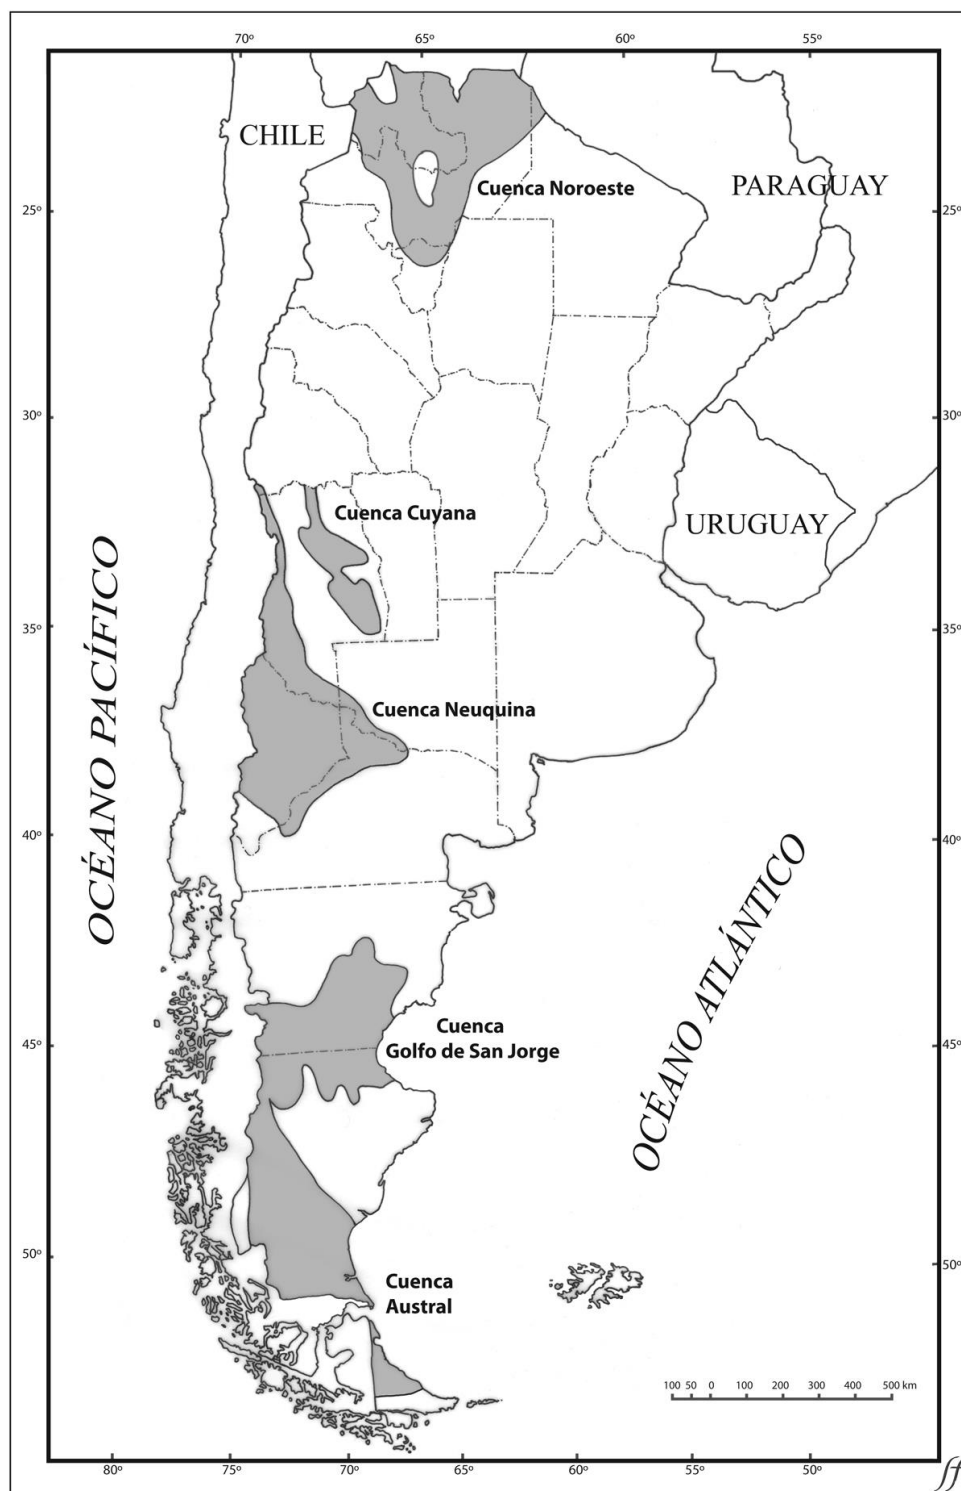 70º 65º 60º 55º
CHILE
PARAGUAY
Cuenca Noroeste
25º 25º
30º 30º
Cuenca Cuyana
URUGUAY
OCÉANO PACÍFICO
35º 35º
Cuenca Neuquina
40º 40º
OCÉANO ATLÁNTICO
Cuenca
Golfo de San Jorge
45º 45º
50º 50º
Cuenca
Austral
100 50 0 100 200 300 400 500 km
80º 75º 70º 65º 60º 55º 50º